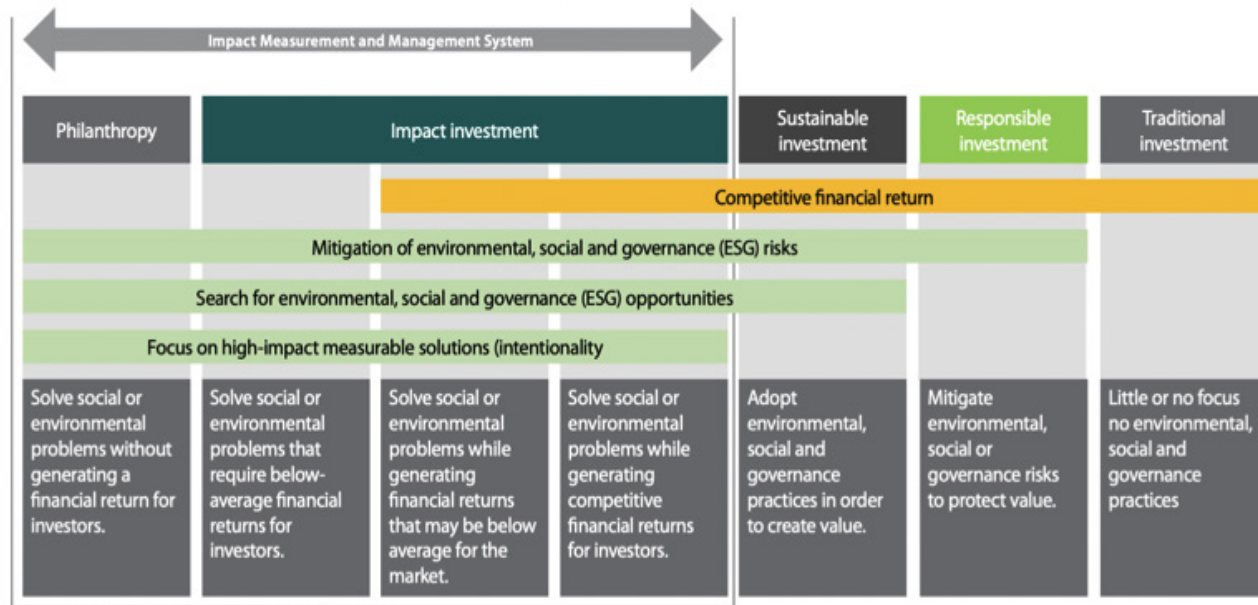 Impact Measurement and Management System
Philanthropy
Impact investment
Sustainable
investment
Responsible
investment
Traditional
investment
Competitive financial return
Mitigation of environmental, social and governance (ESG) risks
Search for environmental, social and governance (ESG) opportunities
Focus on high-impact measurable solutions (intentionality
Solve social or
environmental
problems without
generating a
financial return for
investors.
Solve social or
environmental
problems that
require below-
average financial
returns for
investors.
Solve social or
environmental
problems while
generating
financial returns
that may be below
average for the
market.
Solve social or
environmental
problems while
generating
competitive
financial returns
for investors.
Adopt
environmental,
social and
governance
practices in order
to create value.
Mitigate
environmental,
social or
governance risks
to protect value.
Little or no focus
no environmental,
social and
governance
practices